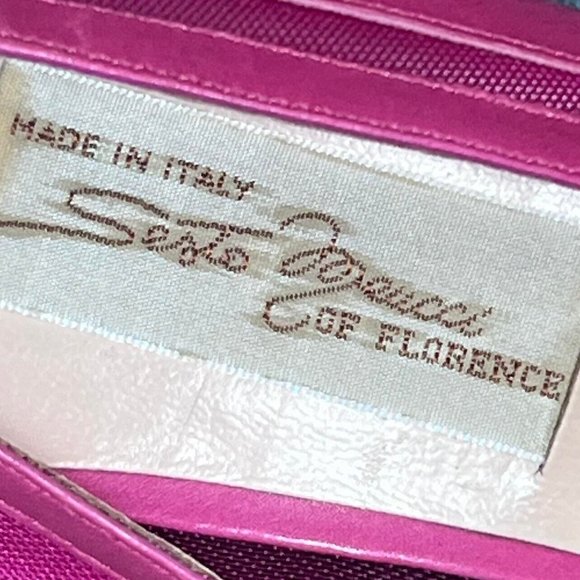 MADE IN ITALY
Sesto Meucci
OF FLORENCE